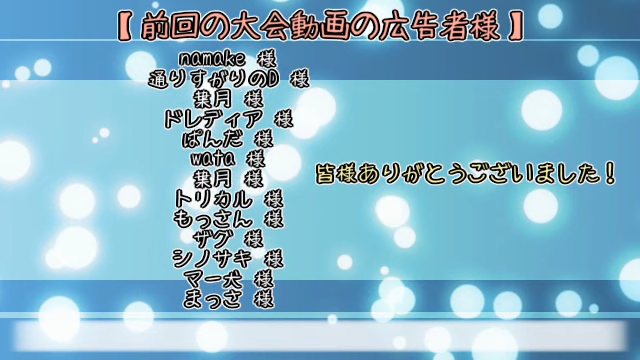 【 前回の大会動画の広告者様 】
namake 様
通りすがりのD 様
葉月 様
ドレディア 様
ぱんだ 様
wata 様
葉月 様
トリカル 様
もっさん 様
ザグ 様
シノサキ 様
マー犬 様
まっさ 様
皆様ありがとうございました！